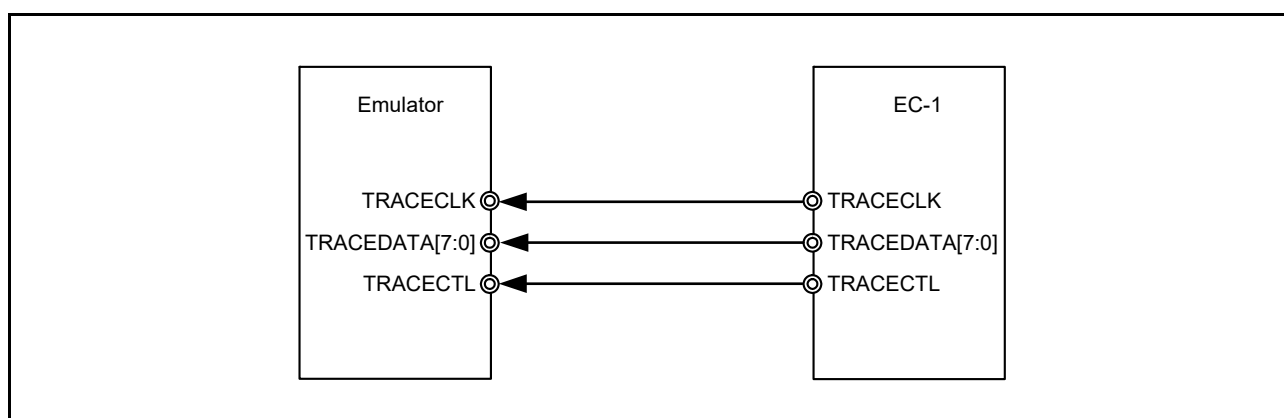 Emulator
EC-1
TRACECLK
TRACECLK
TRACEDATA[7:0]
TRACEDATA[7:0]
TRACECTL
TRACECTL